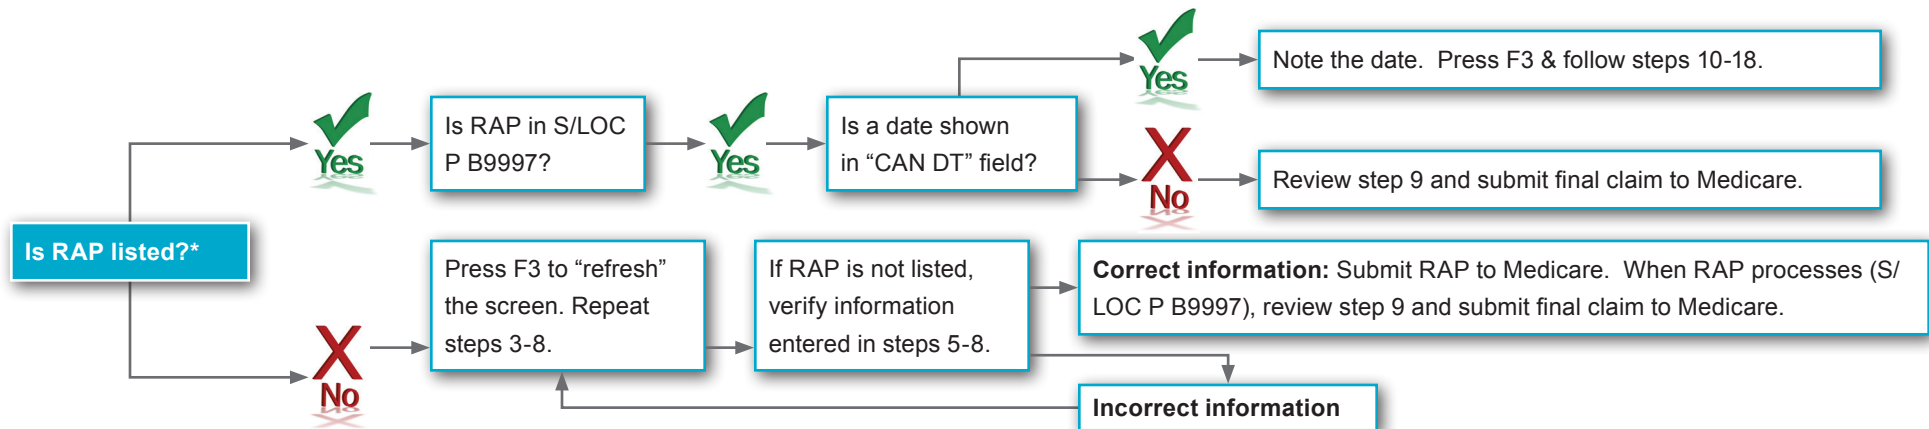 Is RAP listed?*
Yes
Is RAP in S/LOC
P B9997?
Yes
Is a date shown
in “CAN DT” field?
Yes
Note the date.  Press F3 & follow steps 10-18.
No
Review step 9 and submit final claim to Medicare.
No
Press F3 to “refresh”
the screen. Repeat
steps 3-8.
If RAP is not listed,
verify information
entered in steps 5-8.
Correct information: Submit RAP to Medicare.  When RAP processes (S/
LOC P B9997), review step 9 and submit final claim to Medicare.
Incorrect information